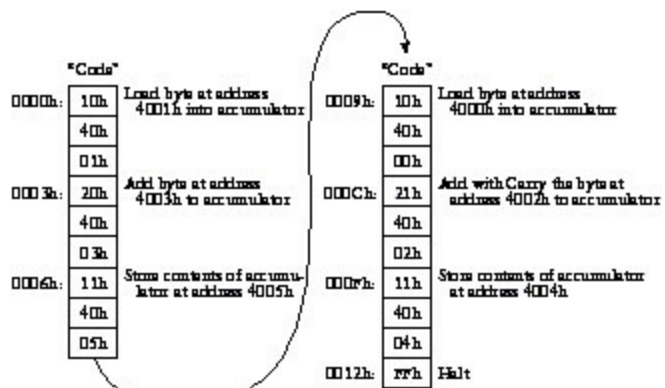 "Code"
0000h: 10h Load byte at address
4001h into accumulator
40h
01h
0003h: 20h Add byte at address
4003h to accumulator
40h
03h
0006h: 11h Store contents of accumu-
lator at address 4005h
40h
05h
"Code"
0009h: 10h Load byte at address
4000h into accumulator
40h
00h
000Ch: 21h Add with Carry the byte at
address 4002h to accumulator
40h
02h
000Fh: 11h Store contents of accumulator
at address 4004h
40h
04h
0012h: FFh Halt